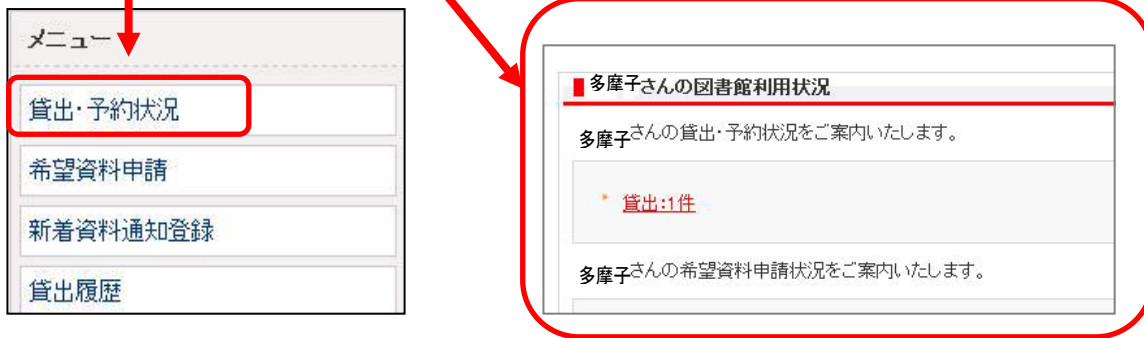 メニュー
貸出・予約状況
希望資料申請
新着資料通知登録
貸出履歴
多摩子さんの図書館利用状況
多摩子さんの貸出・予約状況をご案内いたします。
貸出:1件
多摩子さんの希望資料申請状況をご案内いたします。